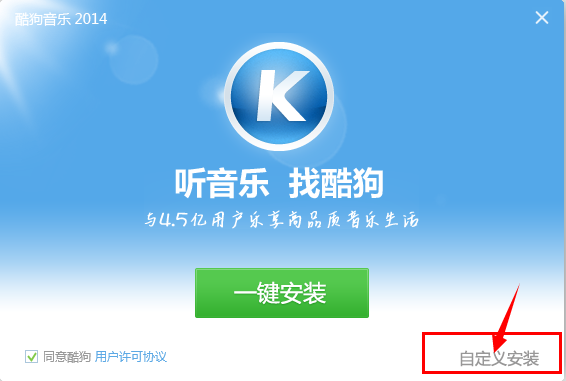 酷狗音乐 2014
K
听音乐 找酷狗
与4.5亿用户乐享高品质音乐生活
一键安装
同意酷狗 用户许可协议
自定义安装